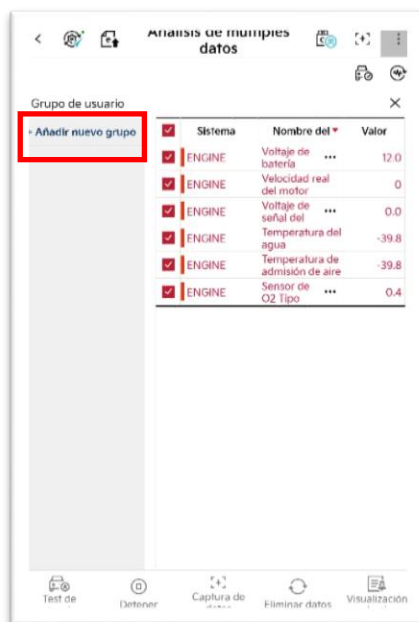 Análisis de múltiples
datos
Grupo de usuario
+ Añadir nuevo grupo
Sistema Nombre del Valor
ENGINE Voltaje de batería ... 12.0
ENGINE Velocidad real del motor 0
ENGINE Voltaje de señal del ... 0.0
ENGINE Temperatura del agua -39.8
ENGINE Temperatura de admisión de aire -39.8
ENGINE Sensor de O2 Tipo ... 0.4
Test de
Detener
Captura de
Eliminar datos
Visualización